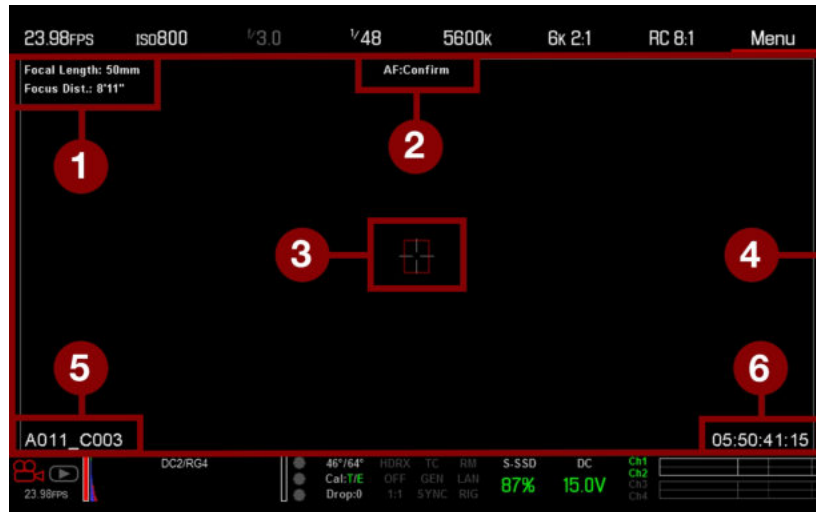 23.98FPS ISO800 1/3.0 1/48 5600K 6K 2:1 RC 8:1 Menu
Focal Length: 50mm
Focus Dist.: 8'11"
AF:Confirm
1
2
3
4
5
6
A011_C003
05:50:41:15
DC2/RG4
23.98FPS
46°/64° HDRX TC RM
Cal:T/E OFF GEN LAN
Drop:0 1:1 SYNC RIG
S-SSD
87%
DC
15.0V
Ch1
Ch2
Ch3
Ch4